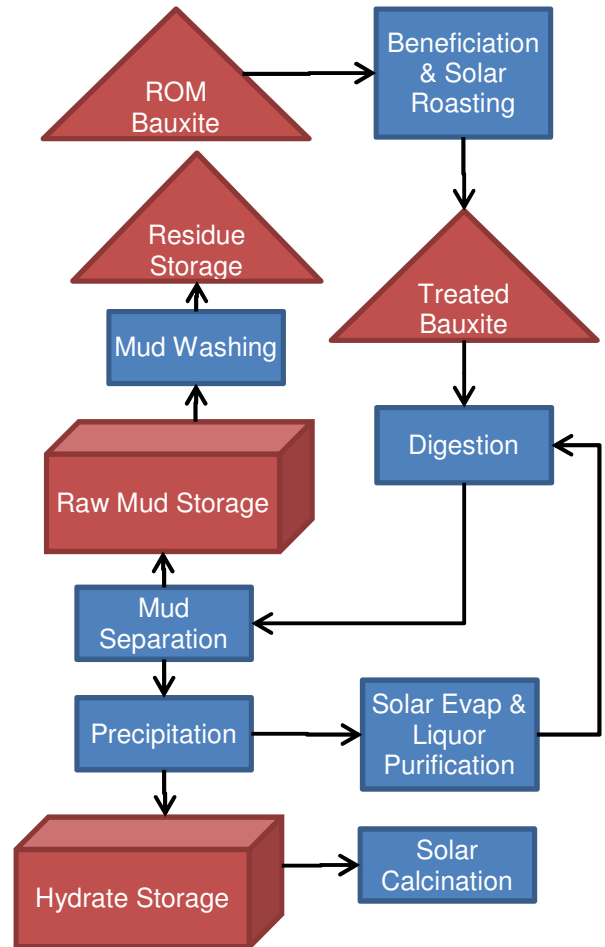 ROM
Bauxite
Beneficiation
& Solar
Roasting
Residue
Storage
Treated
Bauxite
Mud Washing
Digestion
Raw Mud Storage
Mud
Separation
Precipitation
Solar Evap &
Liquor
Purification
Hydrate Storage
Solar
Calcination